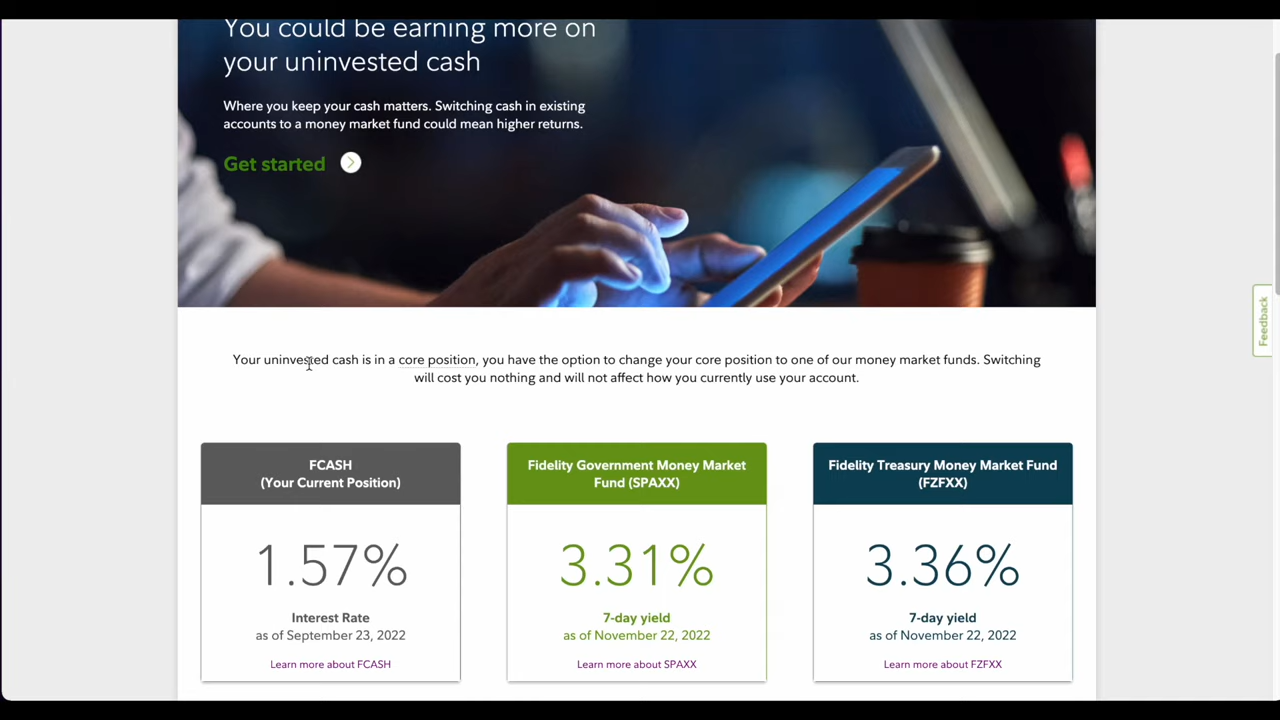 You could be earning more on
your uninvested cash
Where you keep your cash matters. Switching cash in existing
accounts to a money market fund could mean higher returns.
Get started
Feedback
Your uninvested cash is in a core position, you have the option to change your core position to one of our money market funds. Switching
will cost you nothing and will not affect how you currently use your account.
FCASH
(Your Current Position)
1.57%
Interest Rate
as of September 23, 2022
Learn more about FCASH
Fidelity Government Money Market
Fund (SPAXX)
3.31%
7-day yield
as of November 22, 2022
Learn more about SPAXX
Fidelity Treasury Money Market Fund
(FZFXX)
3.36%
7-day yield
as of November 22, 2022
Learn more about FZFXX